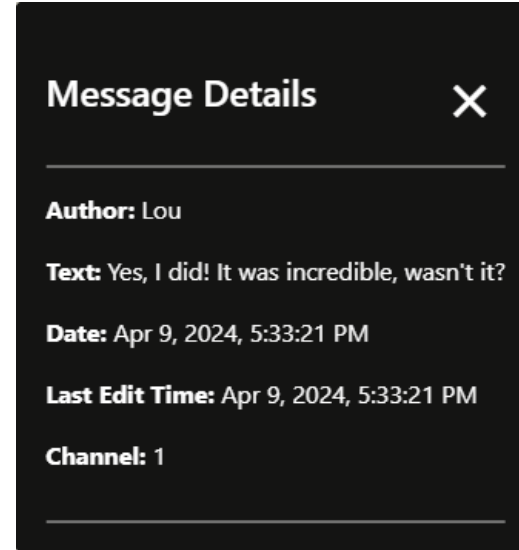 Message Details
Author: Lou
Text: Yes, I did! It was incredible, wasn't it?
Date: Apr 9, 2024, 5:33:21 PM
Last Edit Time: Apr 9, 2024, 5:33:21 PM
Channel: 1